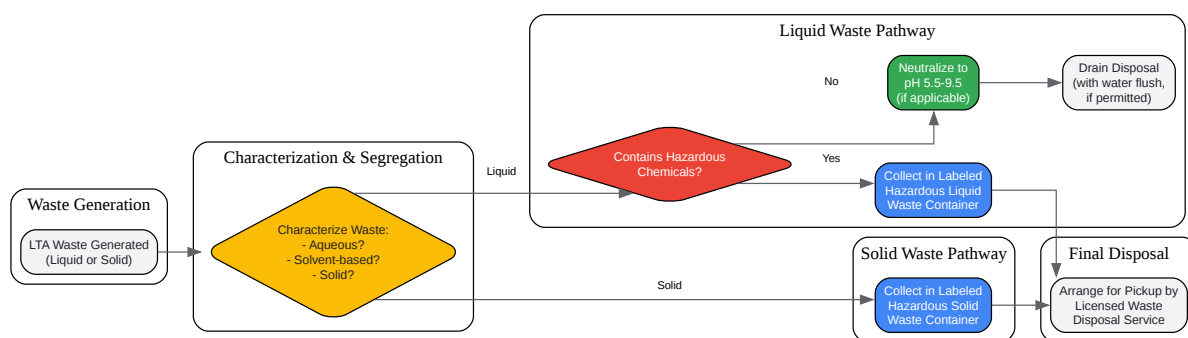 Waste Generation
LTA Waste Generated
(Liquid or Solid)
Characterization & Segregation
Characterize Waste:
- Aqueous?
- Solvent-based?
- Solid?
Liquid
Solid
Liquid Waste Pathway
Contains Hazardous
Chemicals?
No
Yes
Neutralize to
pH 5.5-9.5
(if applicable)
Drain Disposal
(with water flush,
if permitted)
Collect in Labeled
Hazardous Liquid
Waste Container
Solid Waste Pathway
Collect in Labeled
Hazardous Solid
Waste Container
Final Disposal
Arrange for Pickup by
Licensed Waste
Disposal Service